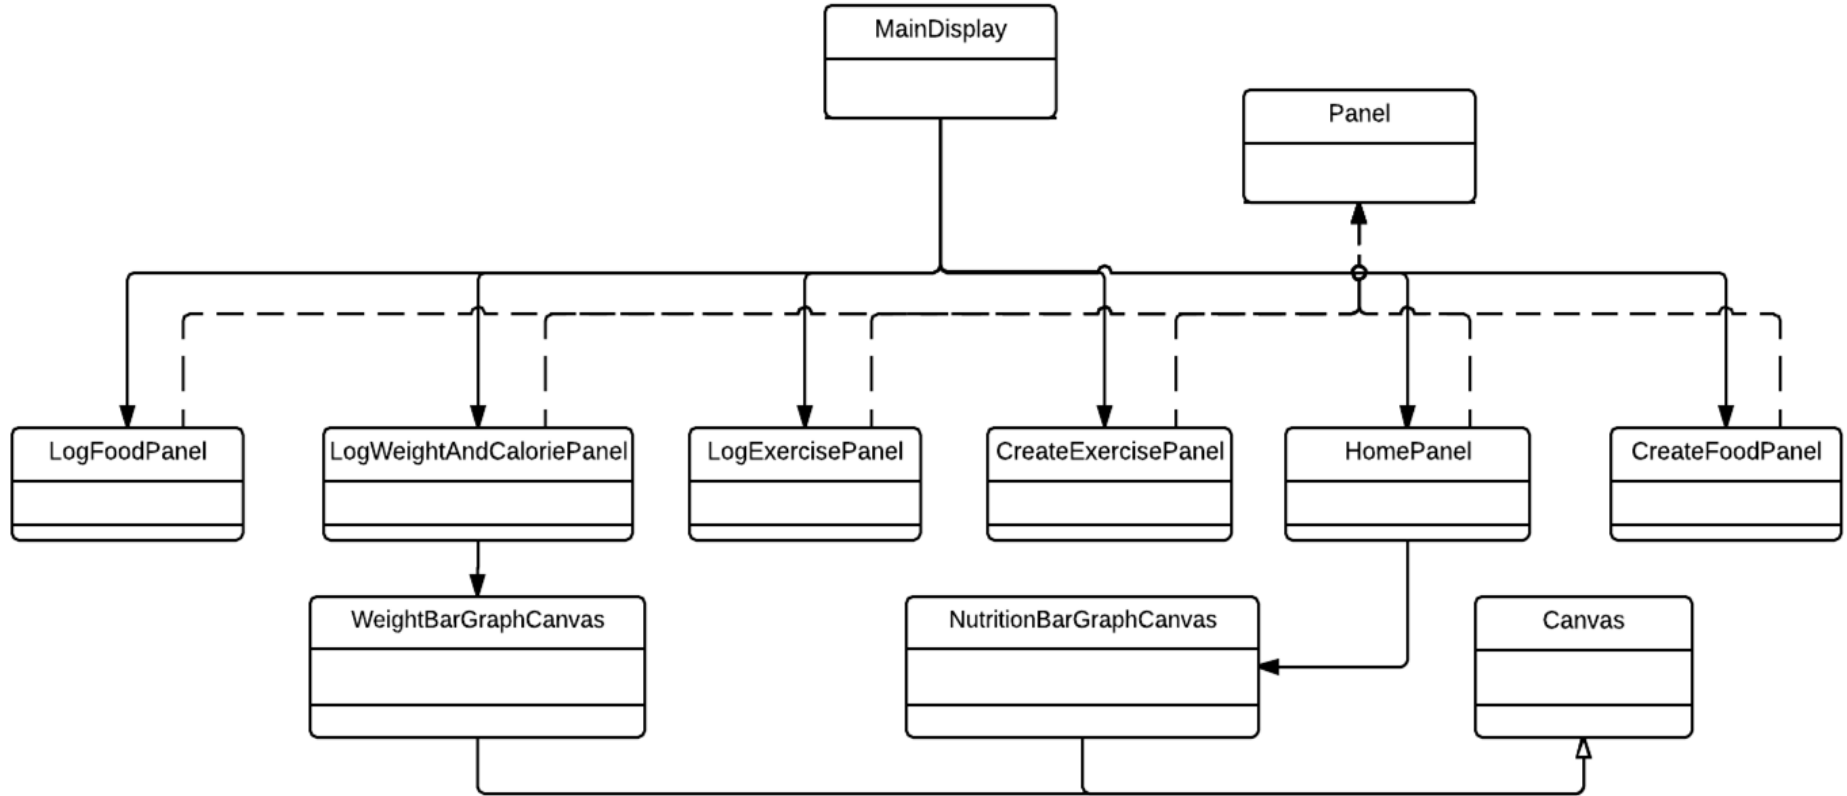 MainDisplay
Panel
LogFoodPanel
LogWeightAndCaloriePanel
LogExercisePanel
CreateExercisePanel
HomePanel
CreateFoodPanel
WeightBarGraphCanvas
NutritionBarGraphCanvas
Canvas